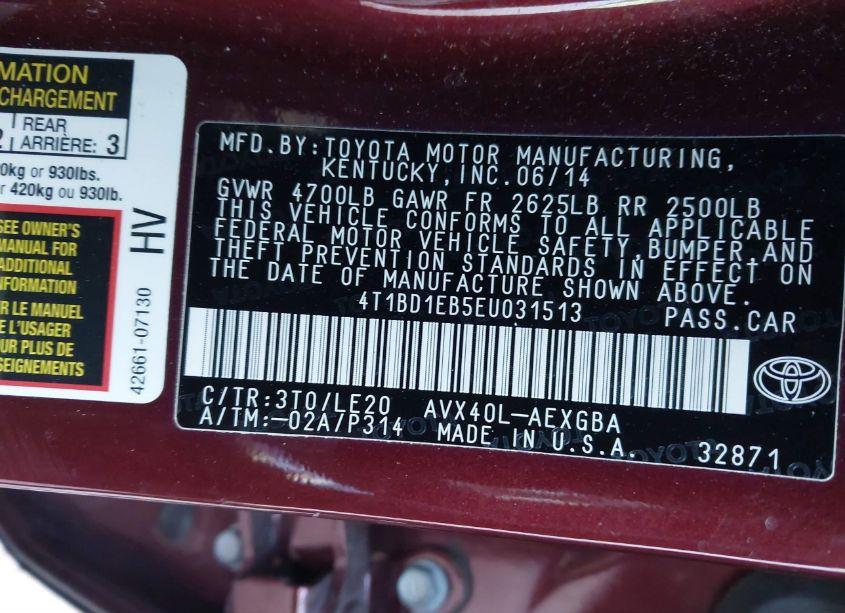 MATION
CHARGEMENT
REAR
ARRIÈRE: 3
kg or 930lbs.
420kg ou 930lb.
SEE OWNER'S
MANUAL FOR
ADDITIONAL
INFORMATION
LE MANUEL
DE L'USAGER
PLUS DE
42661-07130 HV
MFD.BY:TOYOTA MOTOR MANUFACTURING,
KENTUCKY,INC.06/14
GVWR 4700LB GAWR FR 2625LB RR 2500LB
THIS VEHICLE CONFORMS TO ALL APPLICABLE
FEDERAL MOTOR VEHICLE SAFETY,BUMPER,AND
THEFT PREVENTION STANDARDS IN EFFECT ON
THE DATE OF MANUFACTURE SHOWN ABOVE.
4T1BD1EB5EU031513 PASS.CAR
C/TR:3T0/LE20 AVX40L-AEXGBA
A/TM:-02A/P314 MADE IN U.S.A. 32871